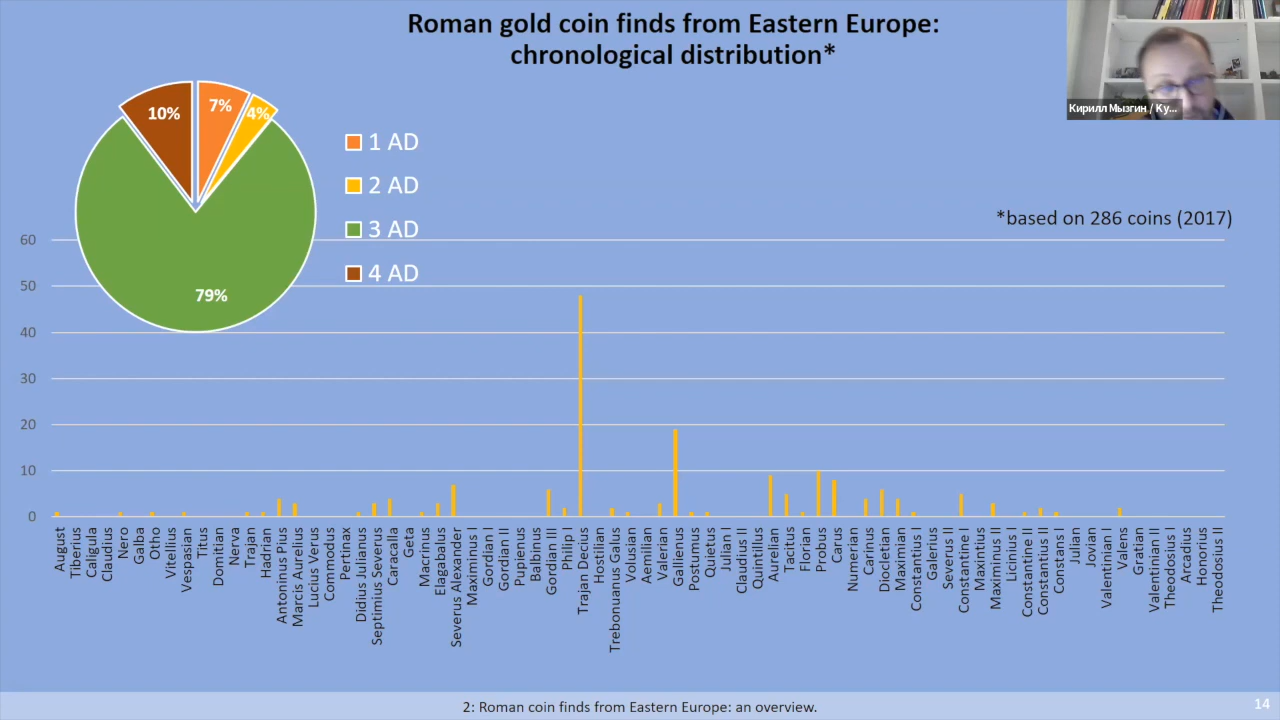 Roman gold coin finds from Eastern Europe:
chronological distribution*
Кирилл Мызгин / Ky...
10%
7%
4%
79%
1 AD
2 AD
3 AD
4 AD
*based on 286 coins (2017)
60
50
40
30
20
10
0
August
Tiberius
Caligula
Claudius
Nero
Galba
Otho
Vitelius
Vespasian
Titus
Domitian
Nerva
Trajan
Hadrian
Antoninus Pius
Marcis Aurelius
Lucius Verus
Commodus
Pertinax
Didius Julianus
Septimius Severus
Caracalla
Geta
Macrinus
Elagabalus
Severus Alexander
Maximinus I
Gordian I
Gordian II
Pupienus
Balbinus
Gordian III
Philip I
Trajan Decius
Hostilian
Trebonuanus Galus
Volusian
Aemilian
Valerian
Gallienus
Postumus
Quietus
Julian I
Claudius II
Quintillus
Aurelian
Tacitus
Florian
Probus
Carus
Numerian
Carinus
Diocletian
Maximian
Constantius I
Galerius
Severus II
Constantine I
Maxintius
Maximinus III
Licinius I
Constantine II
Constantius II
Constans I
Julian
Jovian
Valentinian I
Valens
Gratian
Valentinian II
Theodosius I
Arcadius
Honorius
Theodosius II
2: Roman coin finds from Eastern Europe: an overview.
14